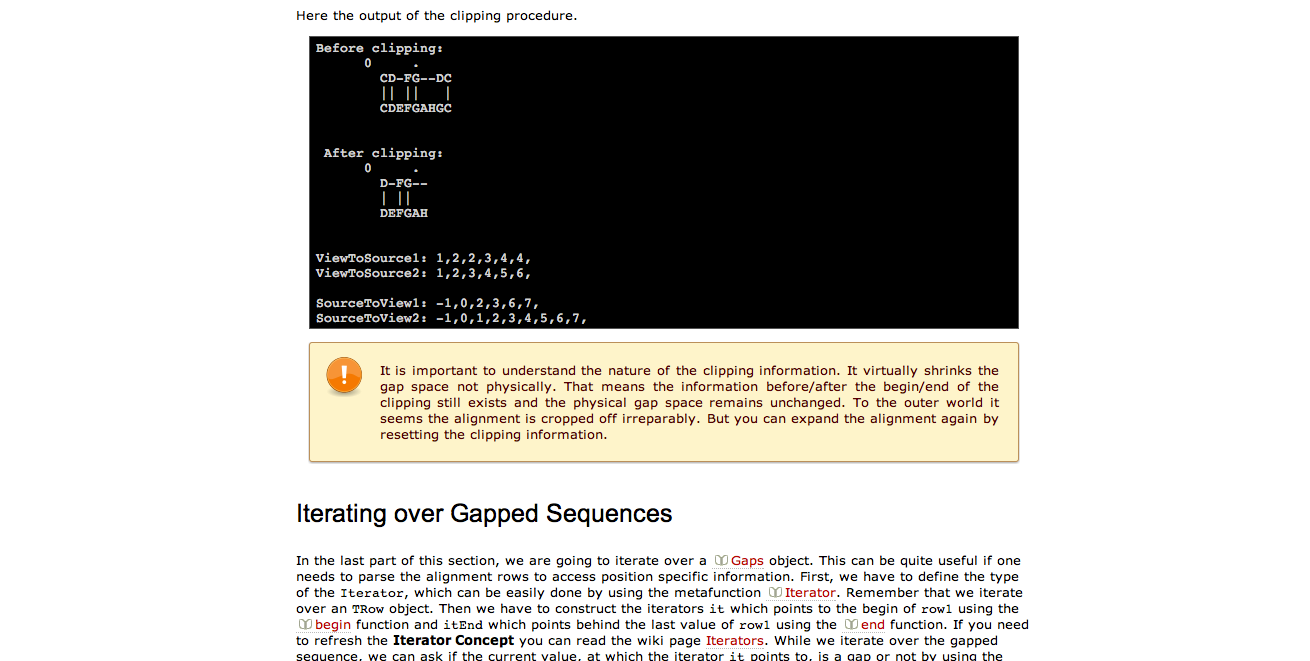 Here the output of the clipping procedure.
Before clipping:
0     .
CD-FG--DC
|| ||   |
CDEFGAHGC
After clipping:
0     .
D-FG--
| ||
DEFGAH
ViewToSource1: 1,2,2,3,4,4,
ViewToSource2: 1,2,3,4,5,6,
SourceToView1: -1,0,2,3,6,7,
SourceToView2: -1,0,1,2,3,4,5,6,7,
It is important to understand the nature of the clipping information. It virtually shrinks the
gap space not physically. That means the information before/after the begin/end of the
clipping still exists and the physical gap space remains unchanged. To the outer world it
seems the alignment is cropped off irreparably. But you can expand the alignment again by
resetting the clipping information.
Iterating over Gapped Sequences
In the last part of this section, we are going to iterate over a Gaps object. This can be quite useful if one
needs to parse the alignment rows to access position specific information. First, we have to define the type
of the Iterator, which can be easily done by using the metafunction Iterator. Remember that we iterate
over an TRow object. Then we have to construct the iterators it which points to the begin of row1 using the
begin function and itEnd which points behind the last value of row1 using the end function. If you need
to refresh the Iterator Concept you can read the wiki page Iterators. While we iterate over the gapped
sequence, we can ask if the current value, at which the iterator it points to, is a gap or not by using the